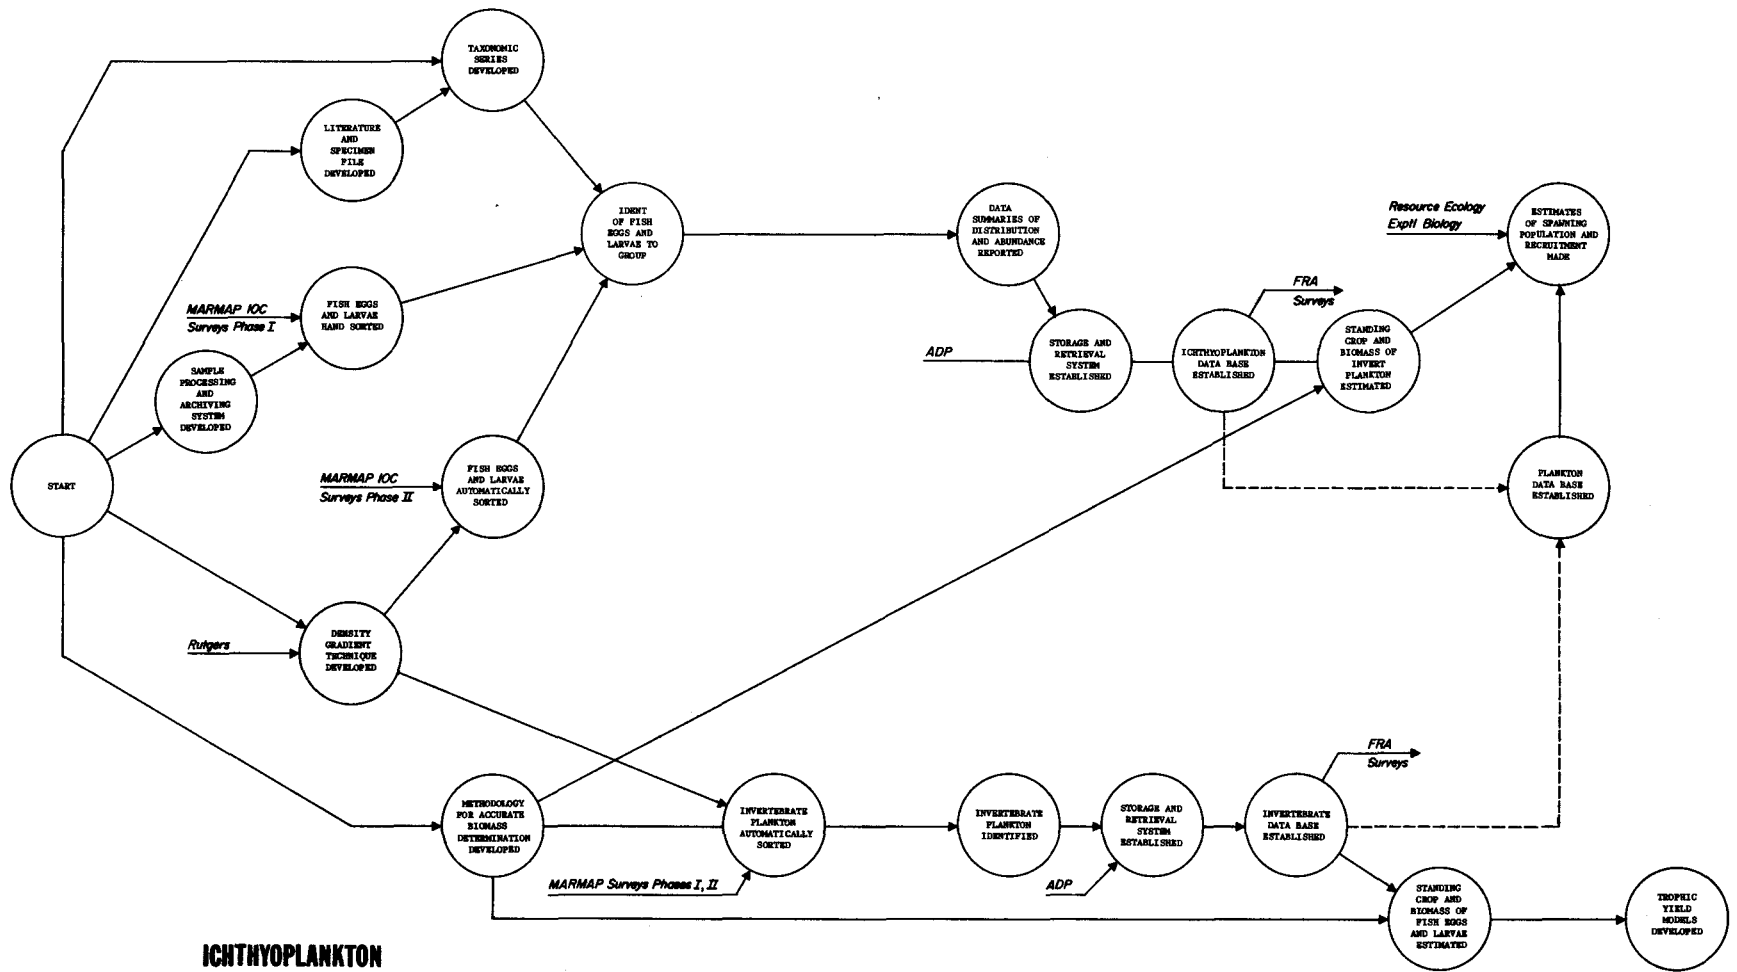 TAXONOMIC
SERIES
DEVELOPED
LITERATURE
AND
SPECIMEN
FILE
DEVELOPED
IDENT
OF FISH
EGGS AND
LARVAE TO
GROUP
DATA
SUMMARIES OF
DISTRIBUTION
AND ABUNDANCE
REPORTED
Resource Ecology
Exptl Biology
ESTIMATES
OF SPAWNING
POPULATION AND
RECRUITMENT
MADE
MARMAP IOC
Surveys Phase I
FISH EGGS
AND LARVAE
HAND SORTED
FRA
Surveys
ADP
STORAGE AND
RETRIEVAL
SYSTEM
ESTABLISHED
ICHTHYOPLANKTON
DATA BASE
ESTABLISHED
STANDING
CROP AND
BIOMASS OF
INVERT
PLANKTON
ESTIMATED
SAMPLE
PROCESSING
AND
ARCHIVING
SYSTEM
DEVELOPED
START
MARMAP IOC
Surveys Phase II
FISH EGGS
AND LARVAE
AUTOMATICALLY
SORTED
PLANKTON
DATA BASE
ESTABLISHED
Rutgers
DENSITY
GRADIENT
TECHNIQUE
DEVELOPED
FRA
Surveys
METHODOLOGY
FOR ACCURATE
BIOMASS
DETERMINATION
DEVELOPED
INVERTEBRATE
PLANKTON
AUTOMATICALLY
SORTED
INVERTEBRATE
PLANKTON
IDENTIFIED
STORAGE AND
RETRIEVAL
SYSTEM
ESTABLISHED
INVERTEBRATE
DATA BASE
ESTABLISHED
MARMAP Surveys Phases I, II
ADP
STANDING
CROP AND
BIOMASS OF
FISH EGGS
AND LARVAE
ESTIMATED
TROPHIC
YIELD
MODELS
DEVELOPED
ICHTHYOPLANKTON